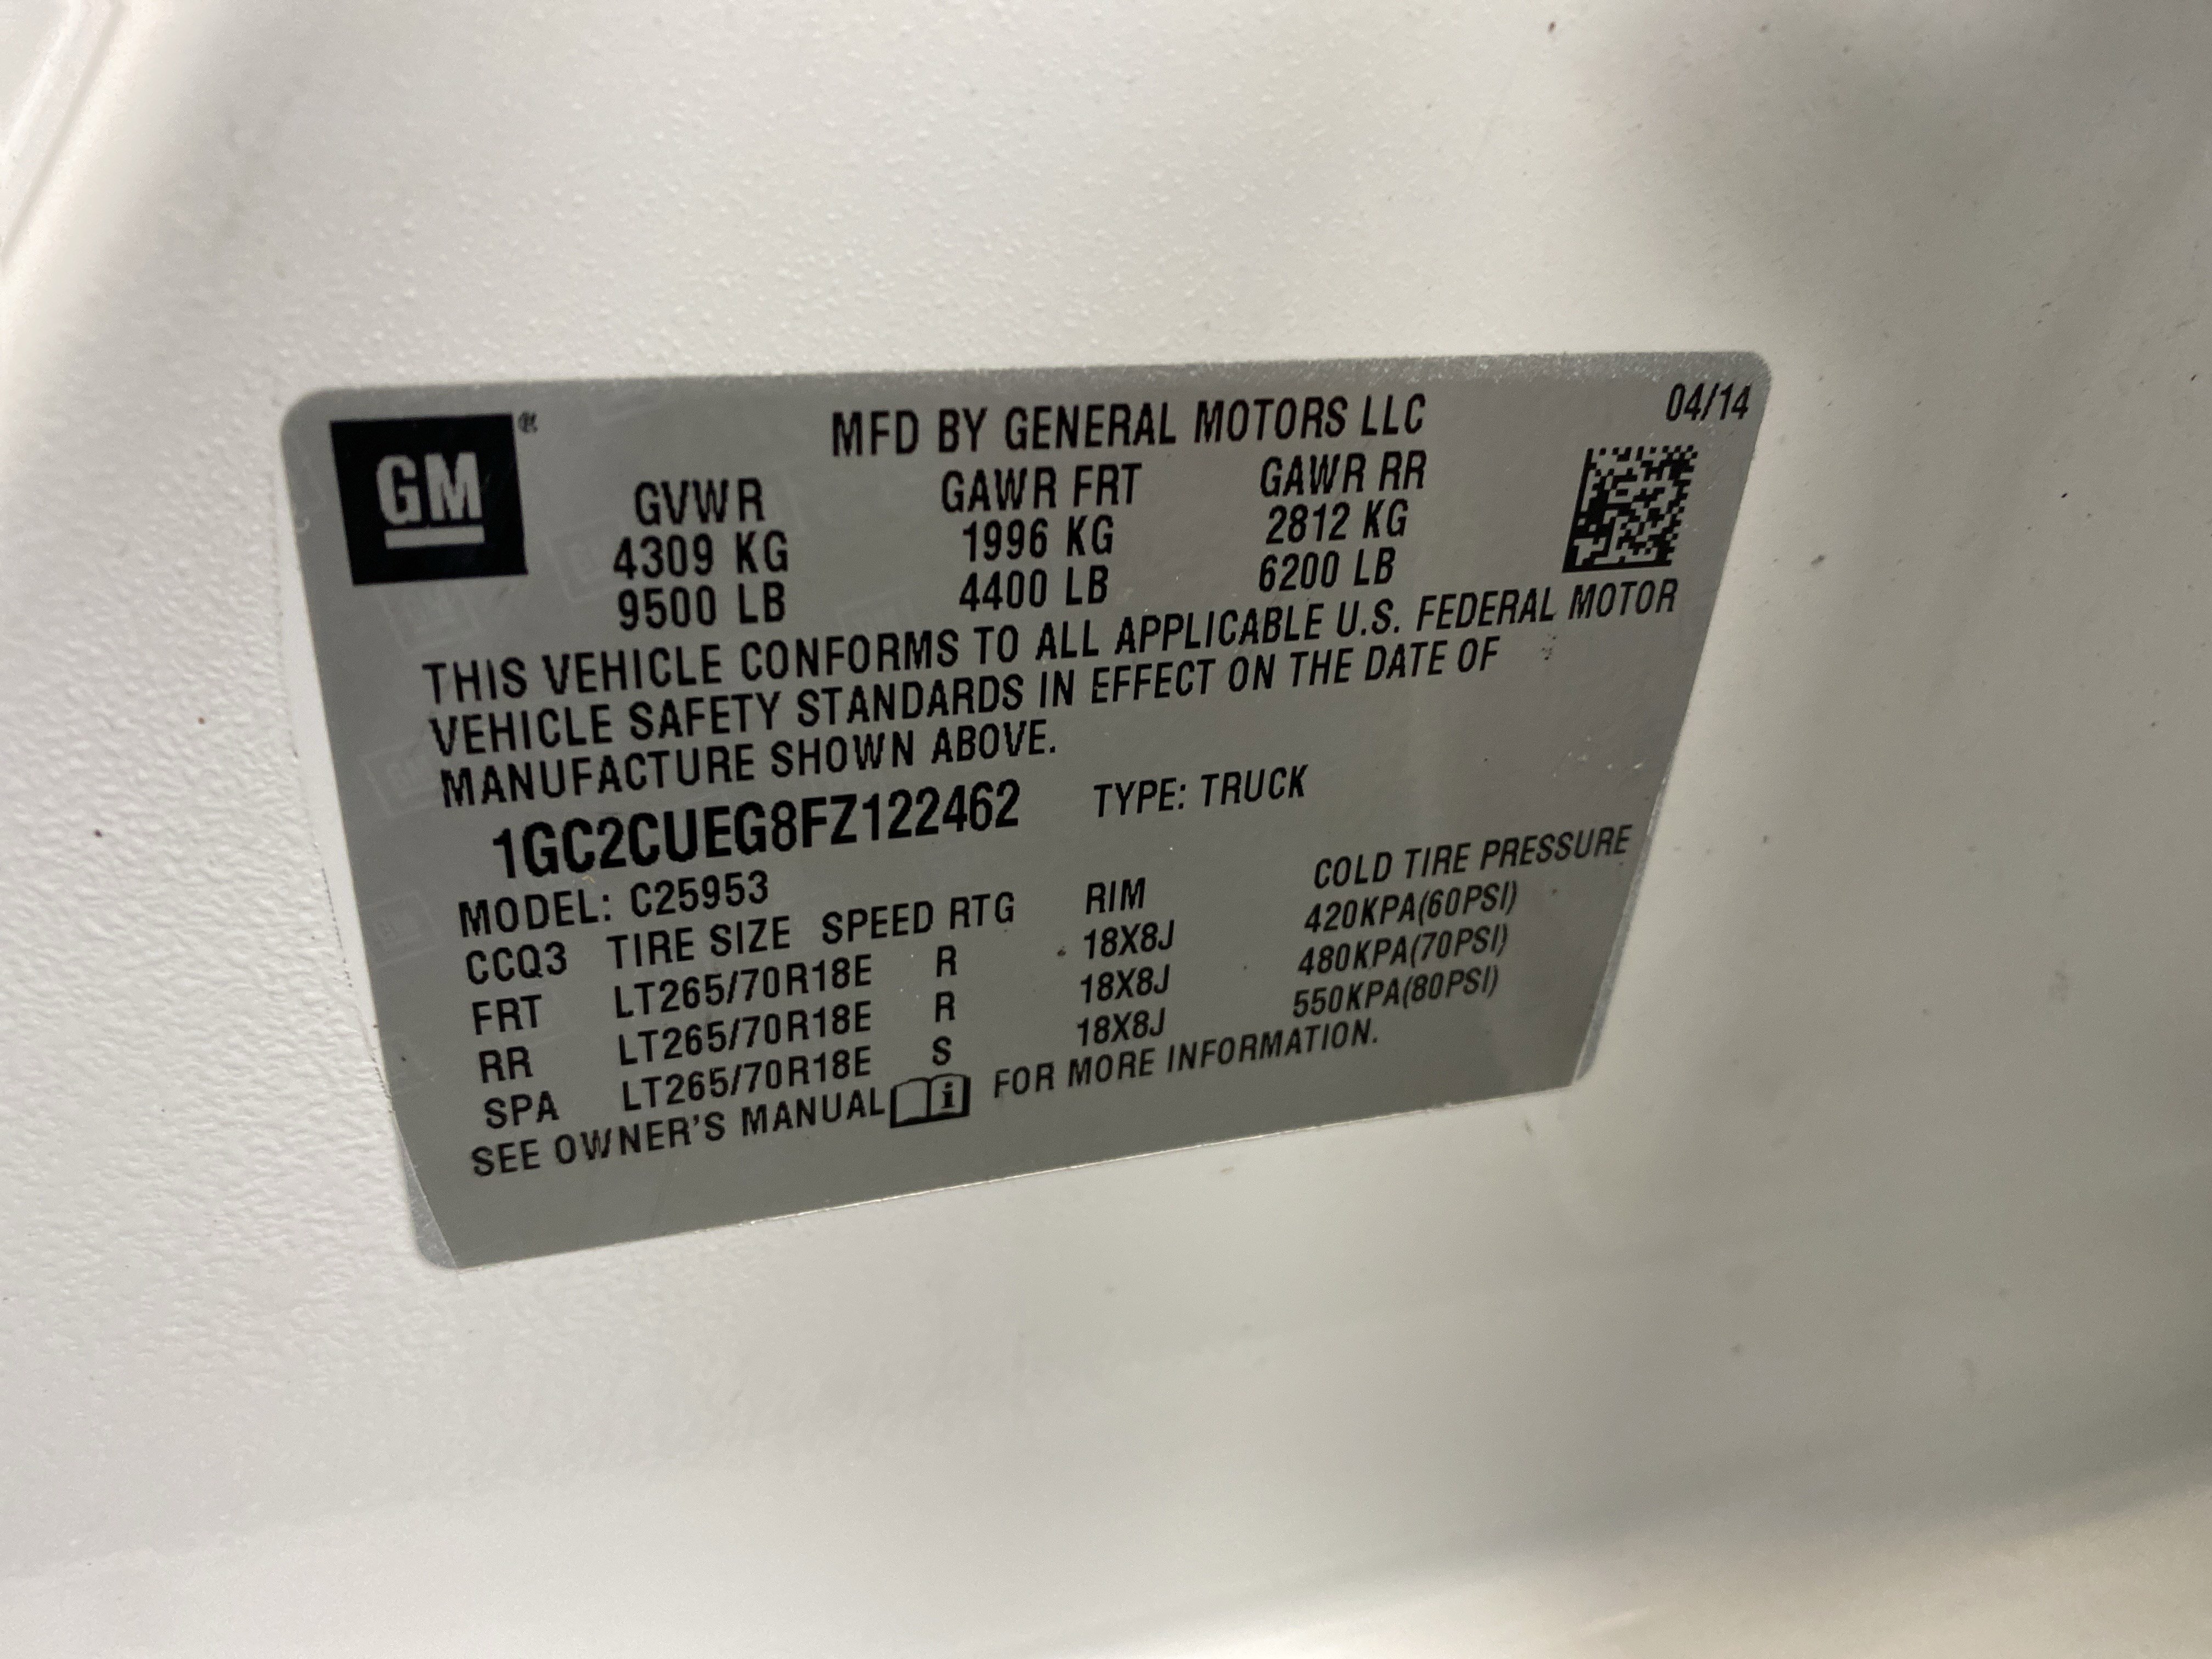 GM ®
MFD BY GENERAL MOTORS LLC 04/14
GVWR GAWR FRT GAWR RR
4309 KG 1996 KG 2812 KG
9500 LB 4400 LB 6200 LB
THIS VEHICLE CONFORMS TO ALL APPLICABLE U.S. FEDERAL MOTOR
VEHICLE SAFETY STANDARDS IN EFFECT ON THE DATE OF
MANUFACTURE SHOWN ABOVE.
1GC2CUEG8FZ122462 TYPE: TRUCK
MODEL: C25953
CCQ3 TIRE SIZE SPEED RTG RIM COLD TIRE PRESSURE
FRT LT265/70R18E R 18X8J 420KPA(60PSI)
RR LT265/70R18E R 18X8J 480KPA(70PSI)
SPA LT265/70R18E S 18X8J 550KPA(80PSI)
SEE OWNER'S MANUAL i FOR MORE INFORMATION.